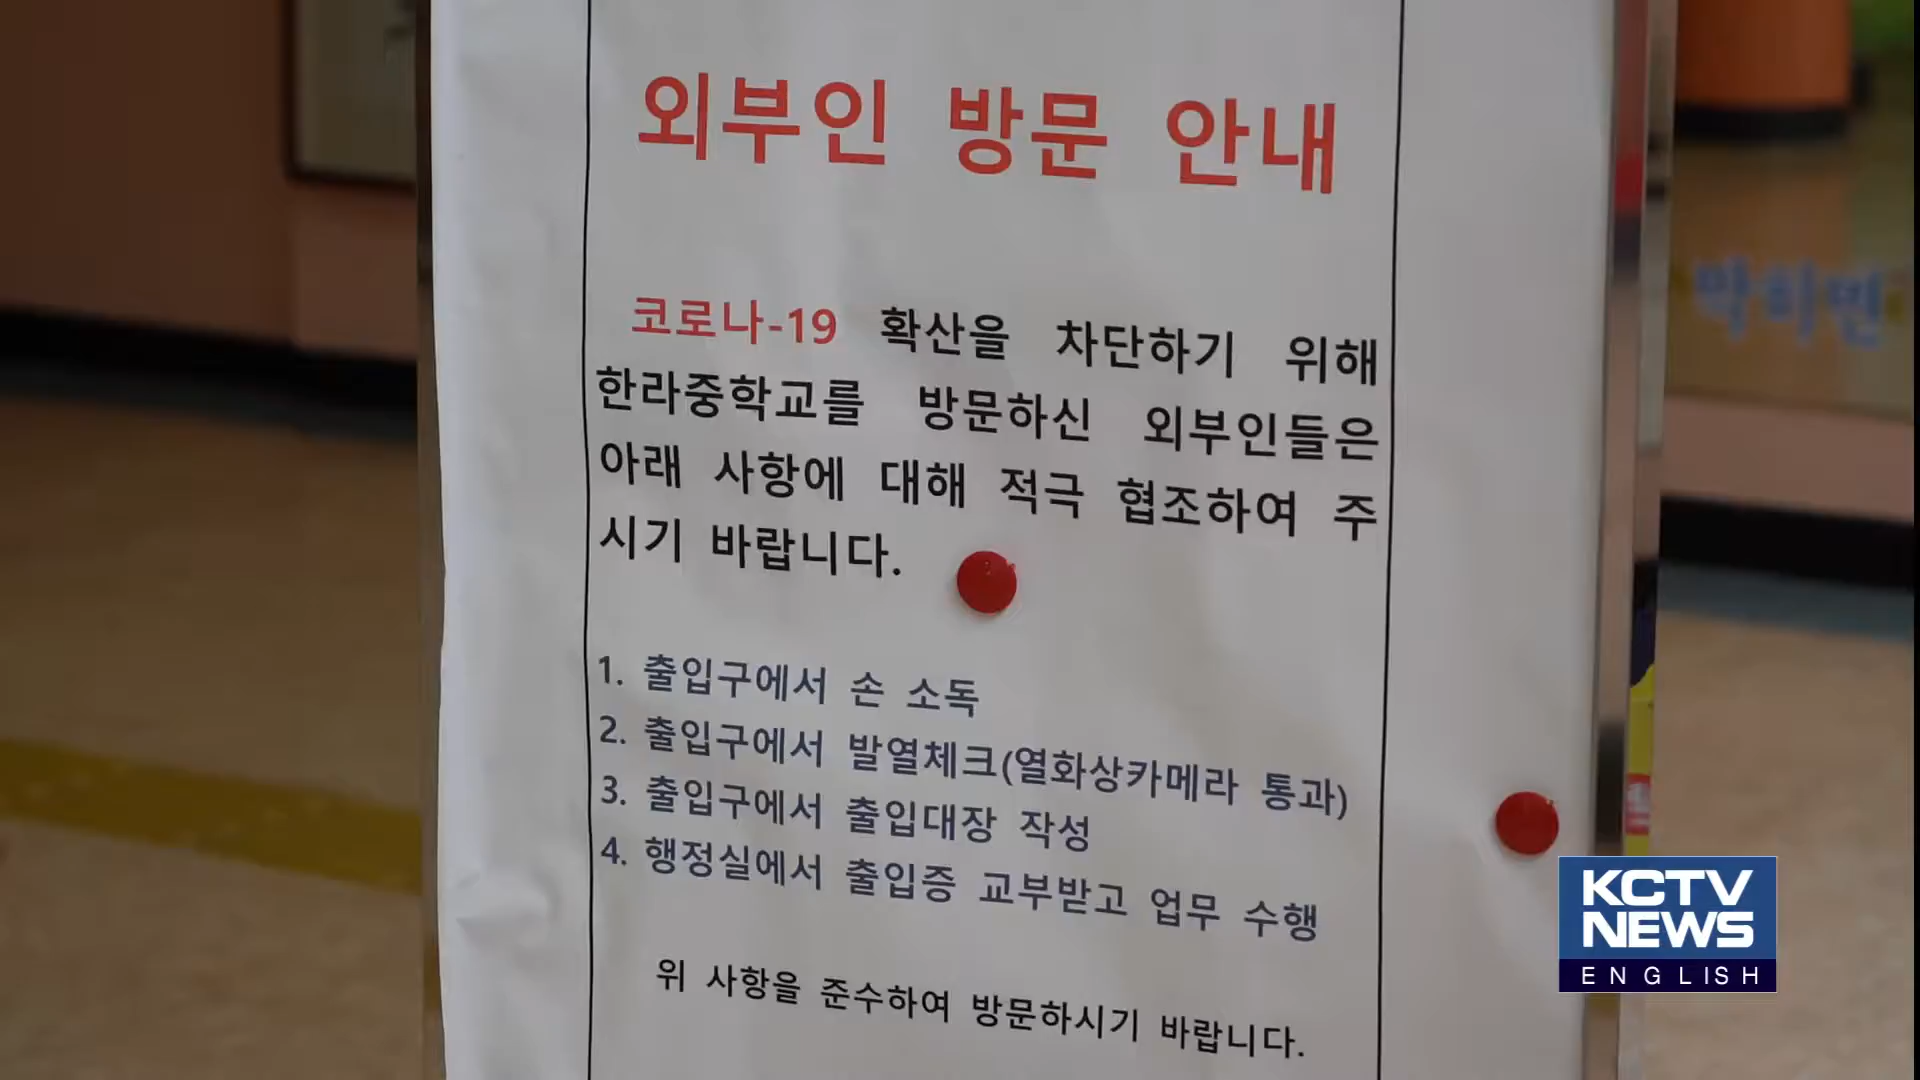 외부인 방문 안내
코로나-19 확산을 차단하기 위해
한라중학교를 방문하신 외부인들은
아래 사항에 대해 적극 협조하여 주
시기 바랍니다.
1. 출입구에서 손 소독
2. 출입구에서 발열체크(열화상카메라 통과)
3. 출입구에서 출입대장 작성
4. 행정실에서 출입증 교부받고 업무 수행
위 사항을 준수하여 방문하시기 바랍니다.
KCTV
NEWS
ENGLISH